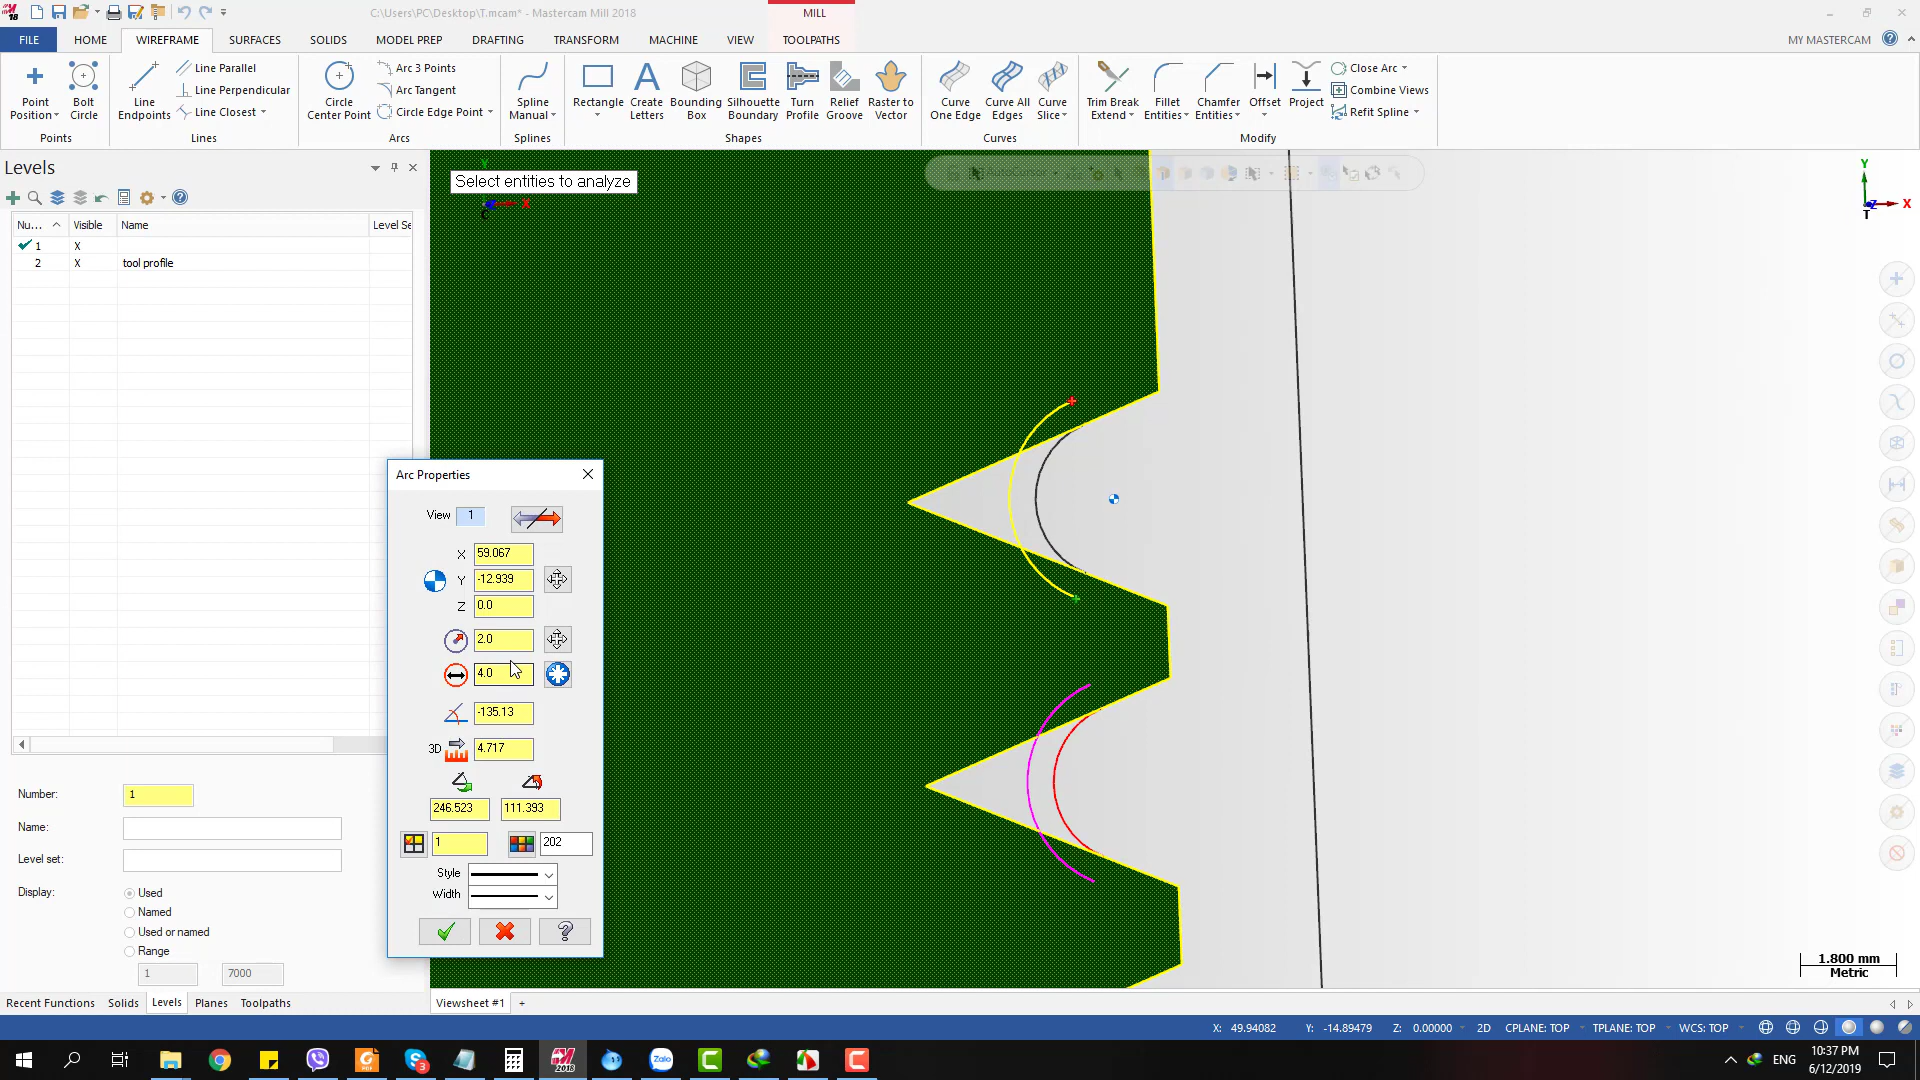 C:\Users\PC\Desktop\T.mcam* - Mastercam Mill 2018
MILL
FILE
HOME
WIREFRAME
SURFACES
SOLIDS
MODEL PREP
DRAFTING
TRANSFORM
MACHINE
VIEW
TOOLPATHS
MY MASTERCAM
Point
Position
Bolt
Circle
Points
Line
Endpoints
Line Parallel
Line Perpendicular
Line Closest
Lines
Circle
Center Point
Arc 3 Points
Arc Tangent
Circle Edge Point
Arcs
Spline
Manual
Splines
Rectangle
Create
Letters
Bounding
Box
Silhouette
Boundary
Turn
Profile
Relief
Groove
Raster to
Vector
Shapes
Curve
One Edge
Curve All
Edges
Curve
Slice
Curves
Trim Break
Extend
Fillet
Entities
Chamfer
Entities
Offset
Project
Close Arc
Combine Views
Refit Spline
Modify
Levels
Nu...
Visible
Name
Level Se
1 X
2 X tool profile
Number:
1
Name:
Level set:
Display:
Used
Named
Used or named
Range
1
7000
Recent Functions
Solids
Levels
Planes
Toolpaths
Select entities to analyze
AutoCursor
Y
X
Y
X
Z
T
Arc Properties
View
1
X
59.067
Y
-12.939
Z
0.0
2.0
4.0
-135.13
3D
4.717
246.523
111.393
1
202
Style
Width
1.800 mm
Metric
Viewsheet #1
+
X: 49.94082
Y: -14.89479
Z: 0.00000
2D
CPLANE: TOP
TPLANE: TOP
WCS: TOP
2018
3
Zalo
ENG
10:37 PM
6/12/2019